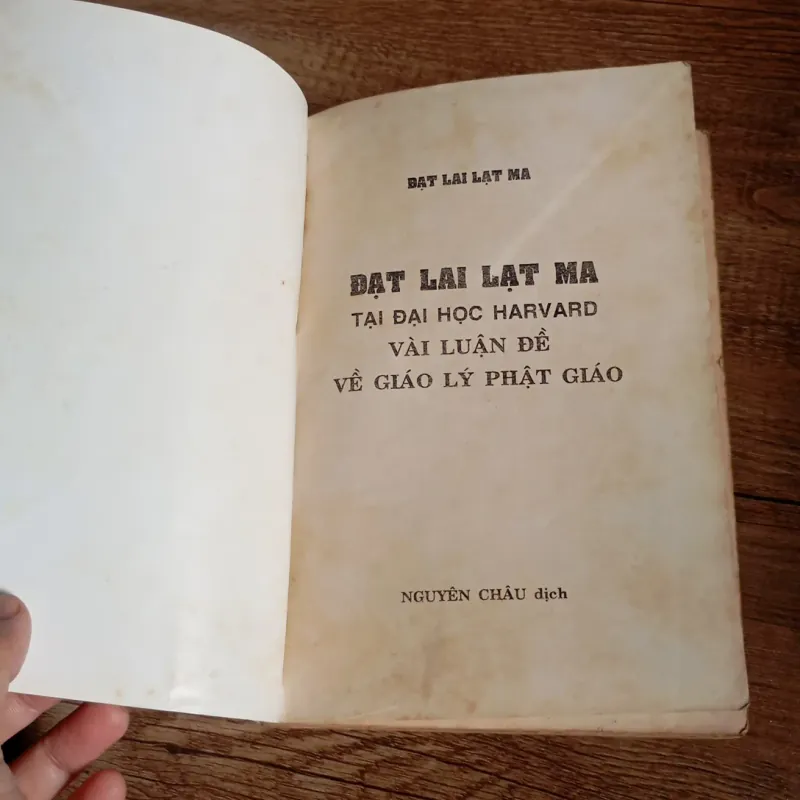 ĐẠT LAI LẠT MA
ĐẠT LAI LẠT MA
TẠI ĐẠI HỌC HARVARD
VÀI LUẬN ĐỀ
VỀ GIÁO LÝ PHẬT GIÁO
NGUYÊN CHÂU dịch